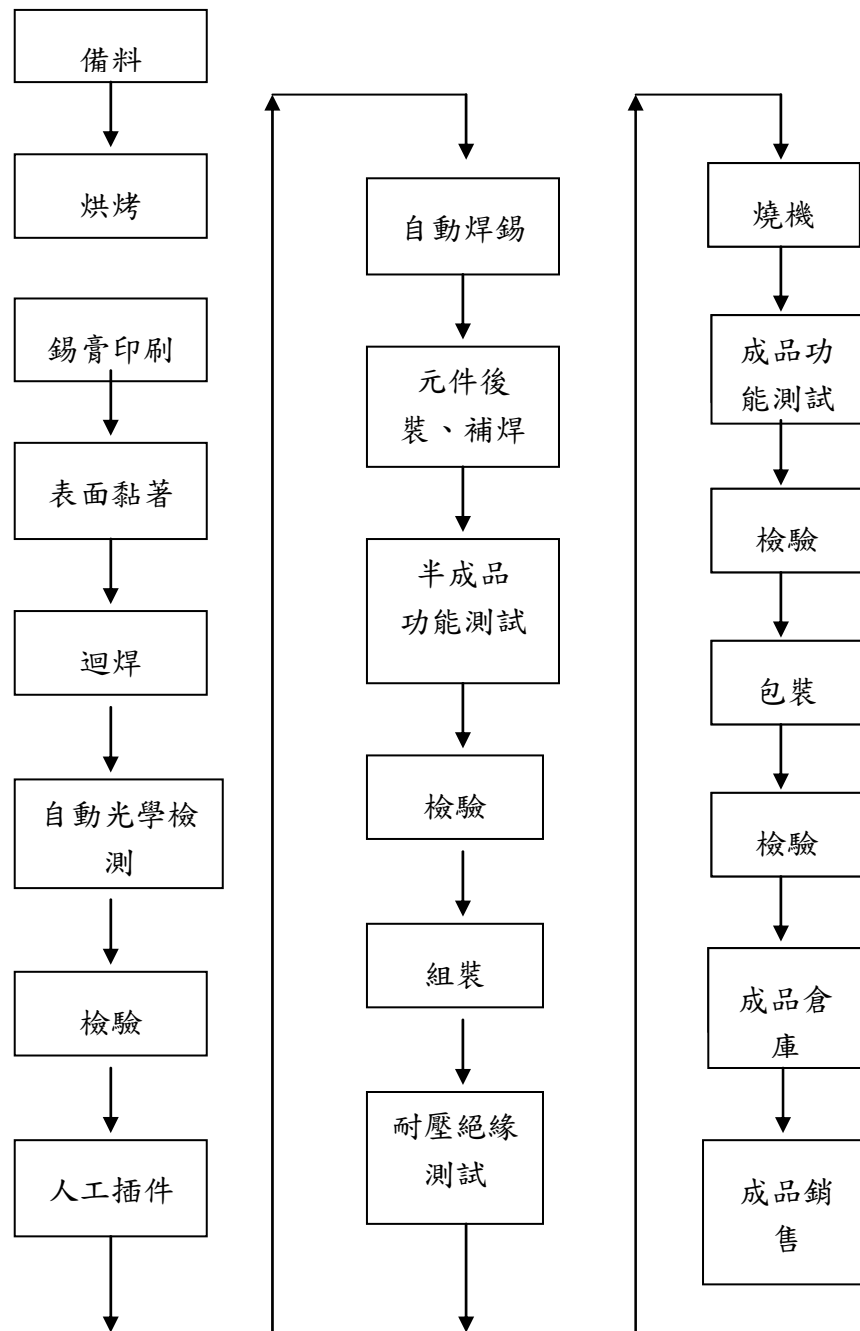 備料
烘烤
錫膏印刷
表面黏著
迴焊
自動光學檢
測
檢驗
人工插件
自動焊錫
元件後
裝、補焊
半成品
功能測試
檢驗
組裝
耐壓絕緣
測試
燒機
成品功
能測試
檢驗
包裝
檢驗
成品倉
庫
成品銷
售